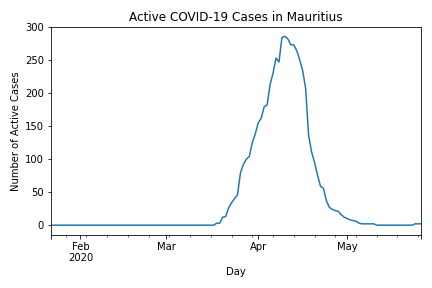 Active COVID-19 Cases in Mauritius
Number of Active Cases
300
250
200
150
100
50
0
Feb
2020
Mar
Apr
May
Day